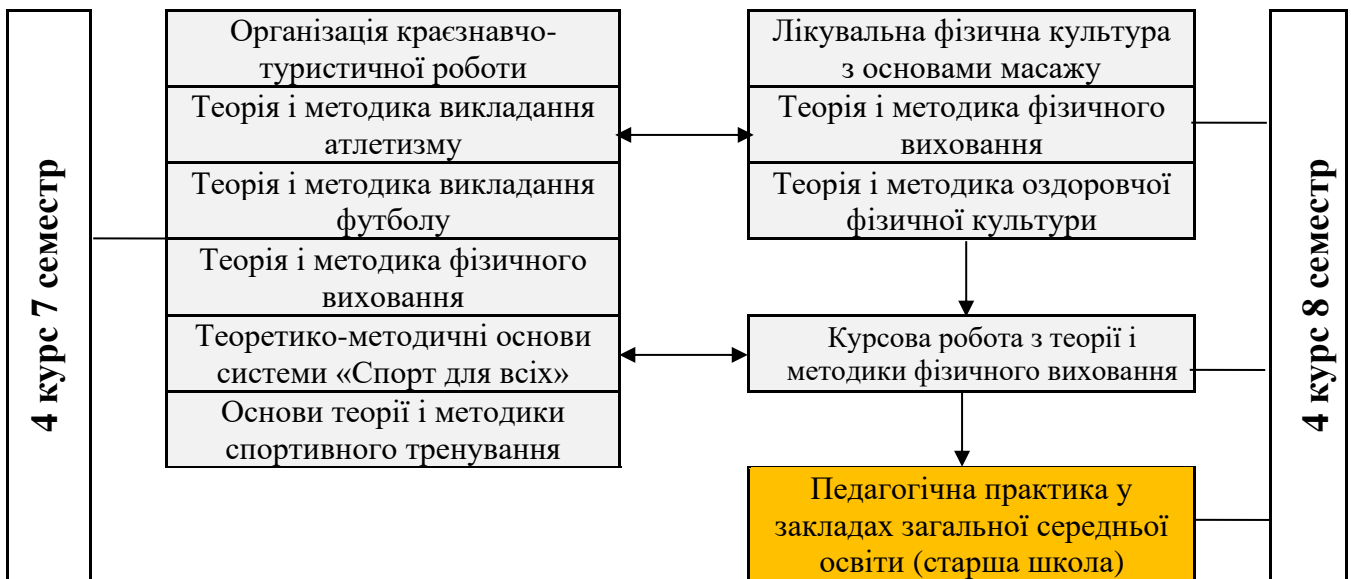 4 курс 7 семестр
Організація краєзнавчо-
туристичної роботи
Теорія і методика викладання
атлетизму
Теорія і методика викладання
футболу
Теорія і методика фізичного
виховання
Теоретико-методичні основи
системи «Спорт для всіх»
Основи теорії і методики
спортивного тренування
Лікувальна фізична культура
з основами масажу
Теорія і методика фізичного
виховання
Теорія і методика оздоровчої
фізичної культури
Курсова робота з теорії і
методики фізичного виховання
Педагогічна практика у
закладах загальної середньої
освіти (старша школа)
4 курс 8 семестр